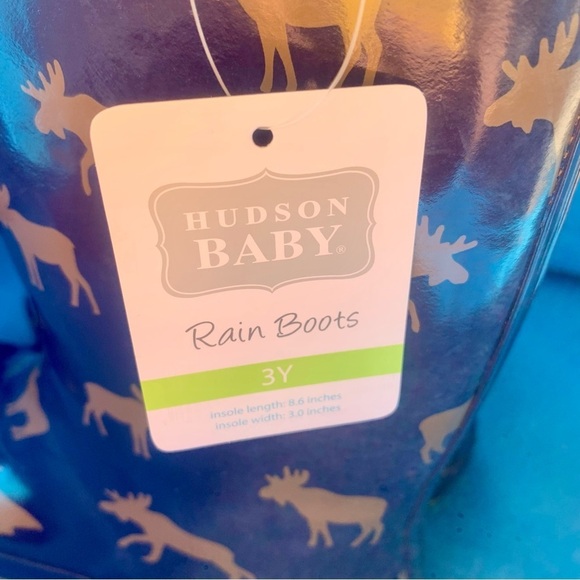 HUDSON
BABY®
Rain Boots
3Y
insole length: 8.6 inches
insole width: 3.0 inches